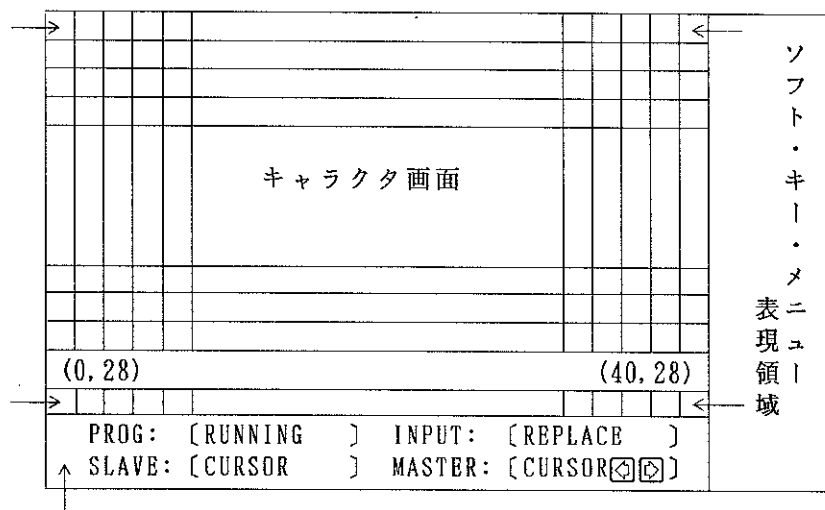 キャラクタ画面
(0,28) (40,28)
PROG: [RUNNING ] INPUT: [REPLACE ]
SLAVE: [CURSOR ] MASTER: [CURSOR⇦⇨]
ソフト・キー・メニュー
表現領域